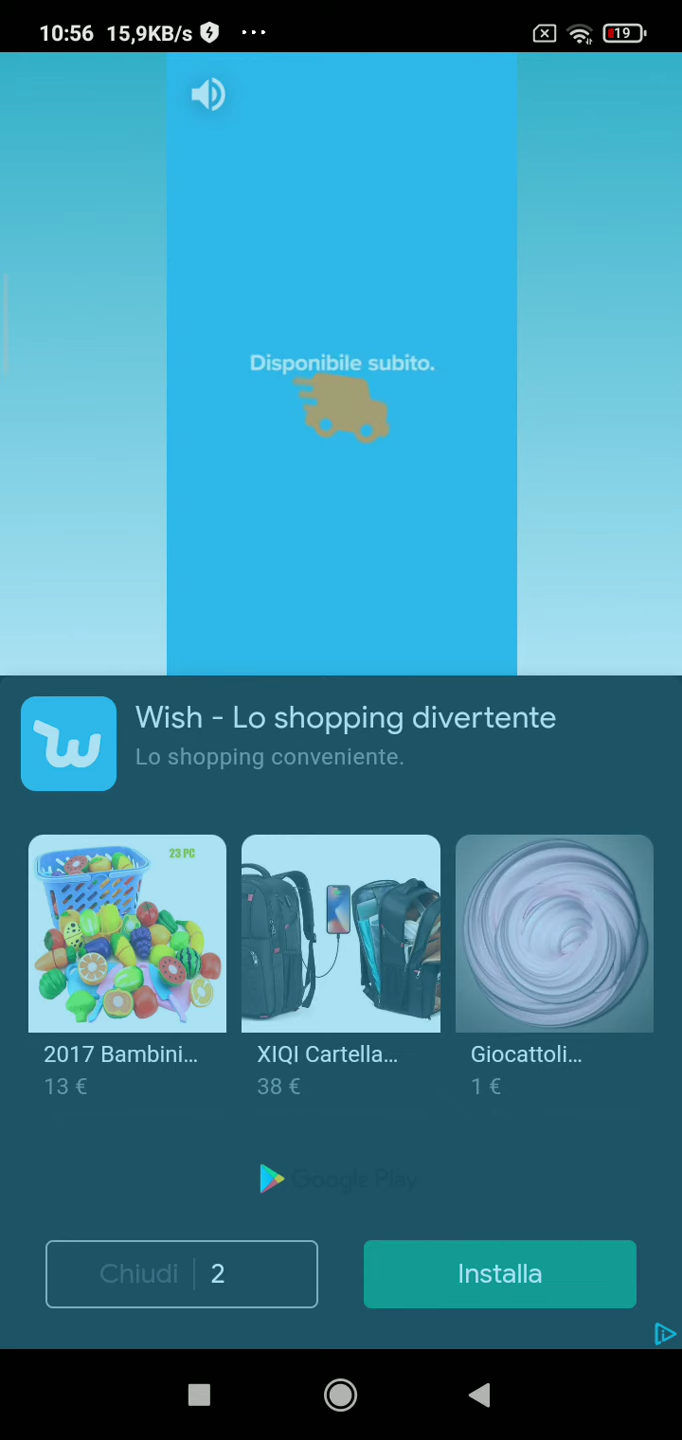 10:56 15,9KB/s ... 19
Disponibile subito.
Wish - Lo shopping divertente
Lo shopping conveniente.
23 PC
2017 Bambini...
XIQI Cartella...
Giocattoli...
13 €
38 €
1 €
Google Play
Chiudi 2
Installa